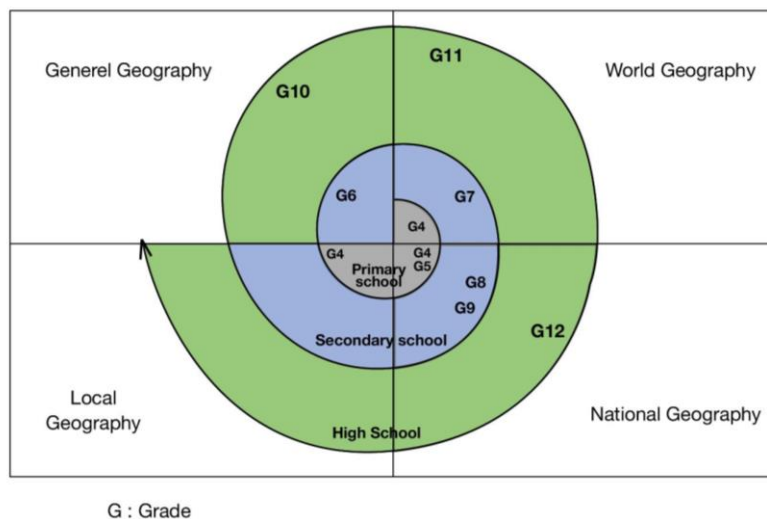 Generel Geography
World Geography
G10
G11
G6
G7
G4
G4
G4
G5
Primary
school
G8
G9
Secondary school
G12
Local
Geography
National Geography
High School
G : Grade